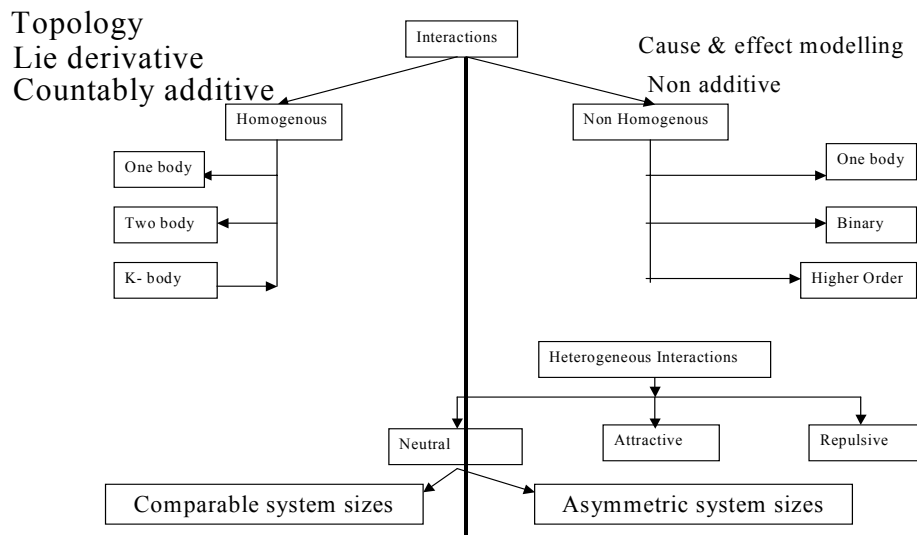 Topology
Lie derivative
Countably additive
Interactions
Cause & effect modelling
Non additive
Homogenous
Non Homogenous
One body
Two body
K- body
One body
Binary
Higher Order
Heterogeneous Interactions
Neutral
Attractive
Repulsive
Comparable system sizes
Asymmetric system sizes